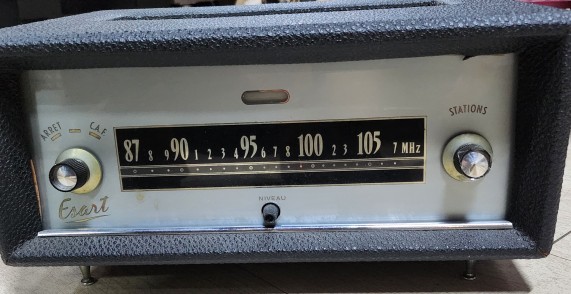 ARRET
C.A.F
STATIONS
87 8 9 90 1 2 3 4 95 6 7 8 100 2 3 105 7 MHz
Esart
NIVEAU